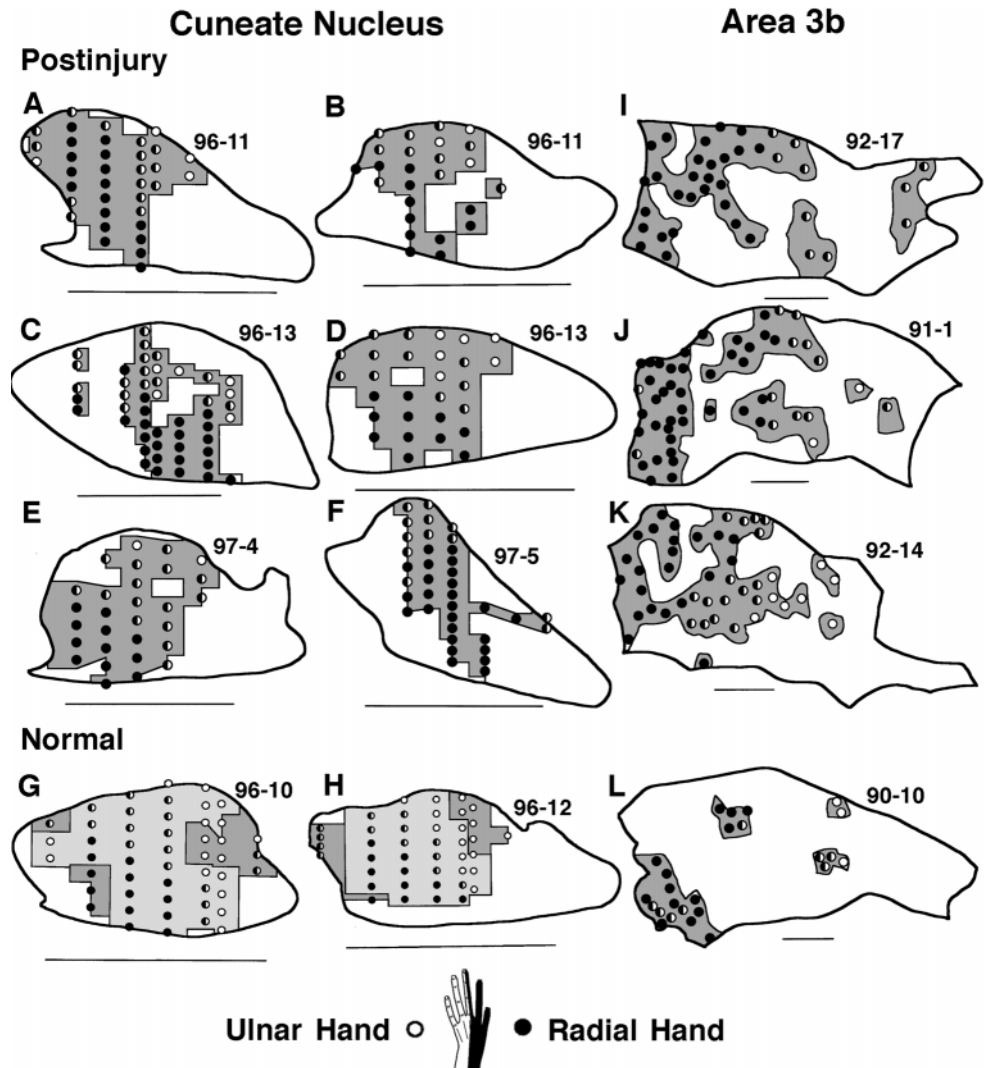 Cuneate Nucleus
Area 3b
Postinjury
A
96-11
B
96-11
I
92-17
C
96-13
D
96-13
J
91-1
E
97-4
F
97-5
K
92-14
Normal
G
96-10
H
96-12
L
90-10
Ulnar Hand
Radial Hand